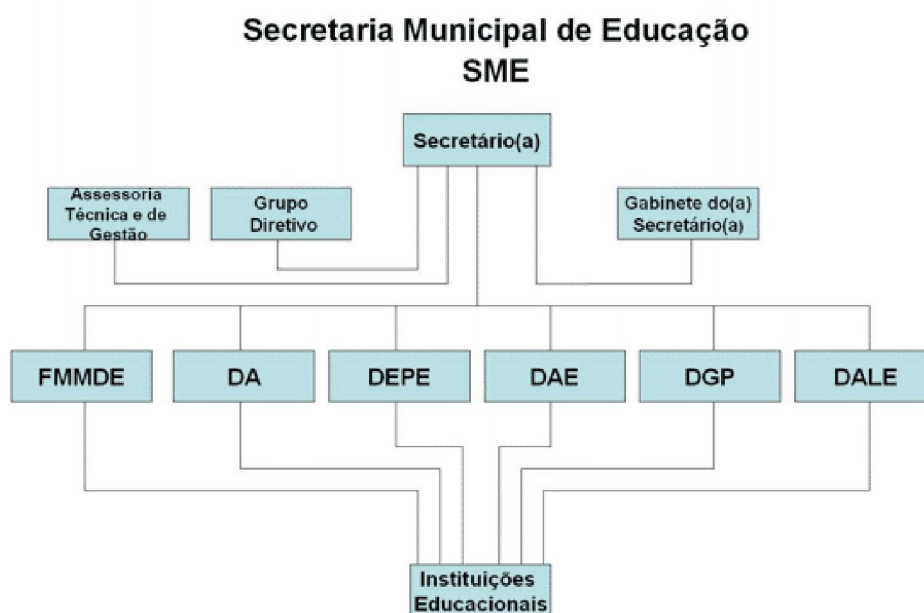 Secretaria Municipal de Educação
SME
Secretário(a)
Assessoria
Técnica e de
Gestão
Grupo
Diretivo
Gabinete do(a)
Secretário(a)
FMMDE
DA
DEPE
DAE
DGP
DALE
Instituições
Educacionais